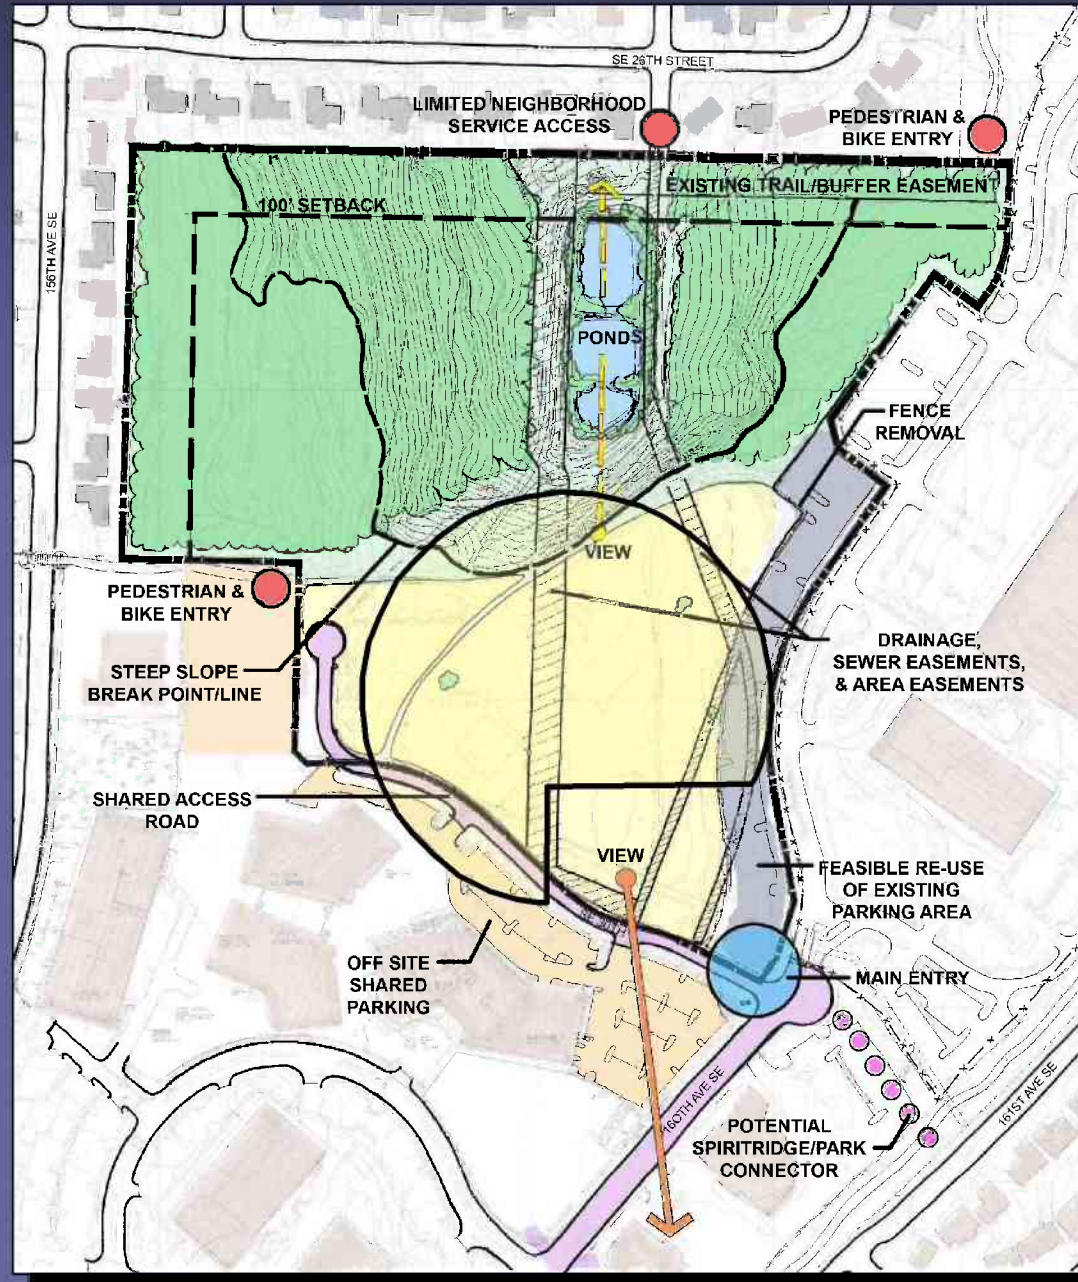 SE 26TH STREET
LIMITED NEIGHBORHOOD
SERVICE ACCESS
PEDESTRIAN &
BIKE ENTRY
EXISTING TRAIL/BUFFER EASEMENT
100' SETBACK
156TH AVE SE
PONDS
FENCE
REMOVAL
VIEW
PEDESTRIAN &
BIKE ENTRY
DRAINAGE,
SEWER EASEMENTS,
& AREA EASEMENTS
STEEP SLOPE
BREAK POINT/LINE
SHARED ACCESS
ROAD
VIEW
FEASIBLE RE-USE
OF EXISTING
PARKING AREA
OFF SITE
SHARED
PARKING
MAIN ENTRY
160TH AVE SE
161ST AVE SE
POTENTIAL
SPIRITRIDGE/PARK
CONNECTOR